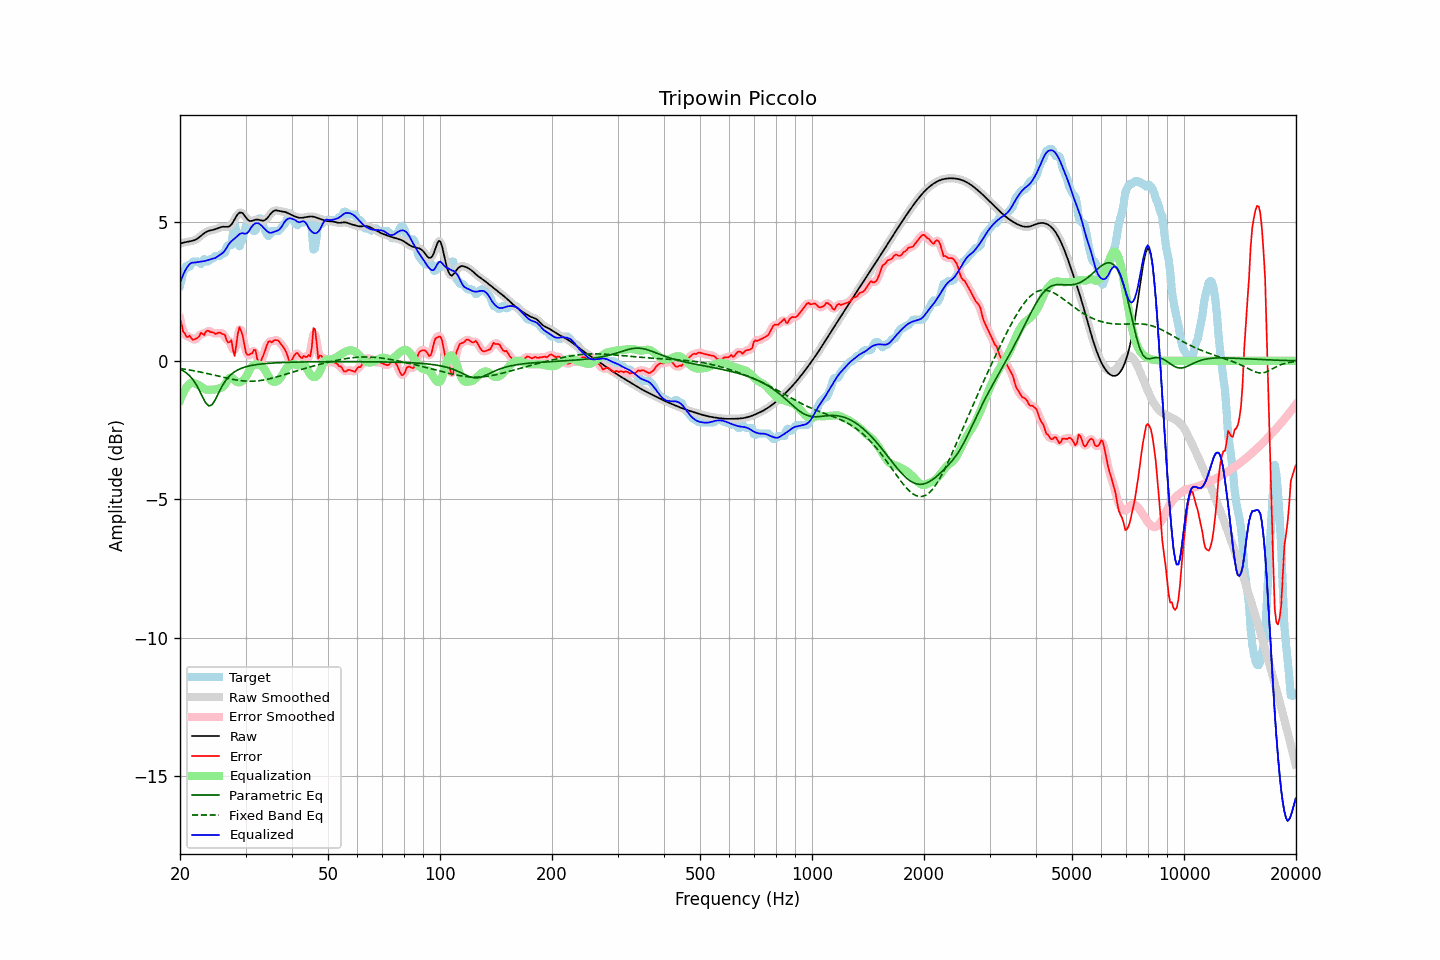 Tripowin Piccolo
Amplitude (dBr)
5
0
−5
−10
−15
Target
Raw Smoothed
Error Smoothed
Raw
Error
Equalization
Parametric Eq
Fixed Band Eq
Equalized
20 50 100 200 500 1000 2000 5000 10000 20000
Frequency (Hz)